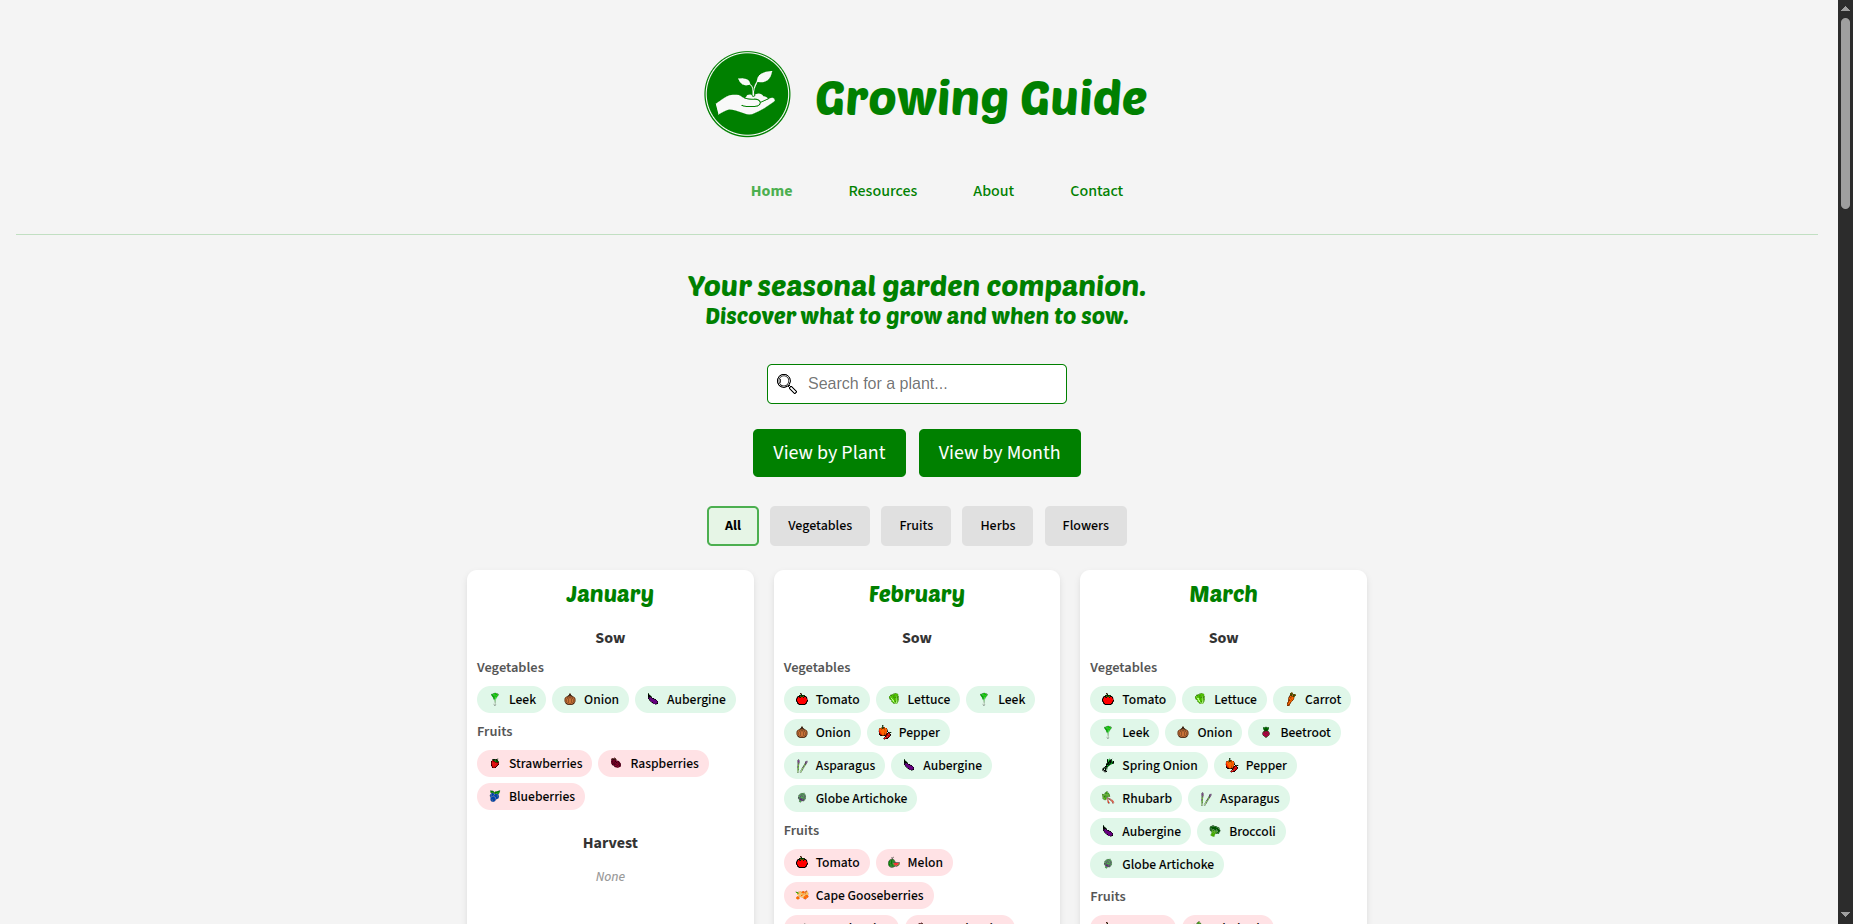 Growing Guide
Home Resources About Contact
Your seasonal garden companion.
Discover what to grow and when to sow.
Search for a plant...
View by Plant View by Month
All Vegetables Fruits Herbs Flowers
January
Sow
Vegetables
Leek Onion Aubergine
Fruits
Strawberries Raspberries
Blueberries
Harvest
None
February
Sow
Vegetables
Tomato Lettuce Leek
Onion Pepper
Asparagus Aubergine
Globe Artichoke
Fruits
Tomato Melon
Cape Gooseberries
March
Sow
Vegetables
Tomato Lettuce Carrot
Leek Onion Beetroot
Spring Onion Pepper
Rhubarb Asparagus
Aubergine Broccoli
Globe Artichoke
Fruits